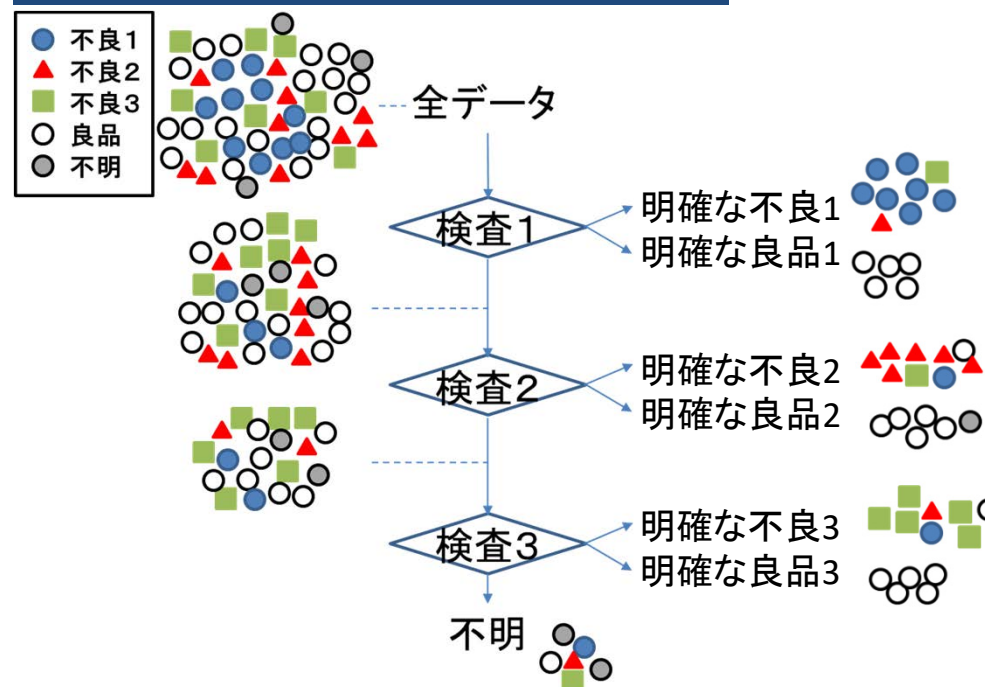 不良1
不良2
不良3
良品
不明
全データ
検査1
明確な不良1
明確な良品1
検査2
明確な不良2
明確な良品2
検査3
明確な不良3
明確な良品3
不明